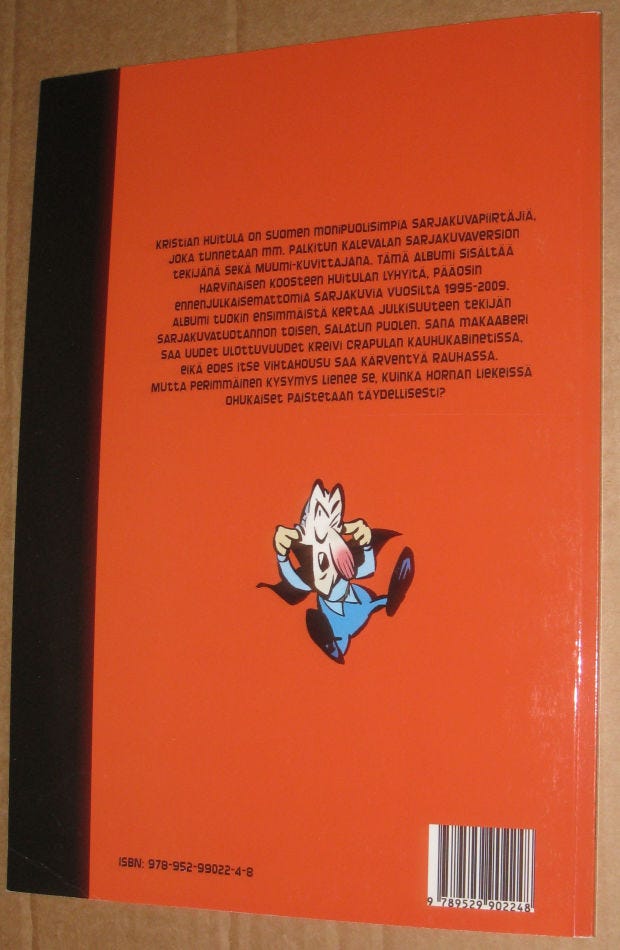 KRISTIAN HUITULA ON SUOMEN MONIPUOLISIMPIA SARJAKUVAPIIRTÄJIÄ,
JOKA TUNNETAAN MM. PALKITUN KALEVALAN SARJAKUVAVERSION
TEKIJÄNÄ SEKÄ MUUMI-KUVITTAJANA. TÄMÄ ALBUMI SISÄLTÄÄ
HARVINAISEN KOOSTEEN HUITULAN LYHYITÄ, PÄÄOSIN
ENNENJULKAISEMATTOMIA SARJAKUVIA VUOSILTA 1995-2009.
ALBUMI TUOKIN ENSIMMÄISTÄ KERTAA JULKISUUTEEN TEKIJÄN
SARJAKUVATUOTANNON TOISEN, SALATUN PUOLEN. SANA MAKAABERI
SAA UUDET ULOTTUVUUDET KREIVI CRAPULAN KAUHUKABINETISSA,
EIKÄ EDES ITSE VIHTAHOUSU SAA KÄRVENTYÄ RAUHASSA.
MUTTA PERIMMÄINEN KYSYMYS LIENEE SE, KUINKA HORNAN LIEKEISSÄ
OHUKAISET PAISTETAAN TÄYDELLISESTI?
ISBN: 978-952-99022-4-8
9 789529 902248